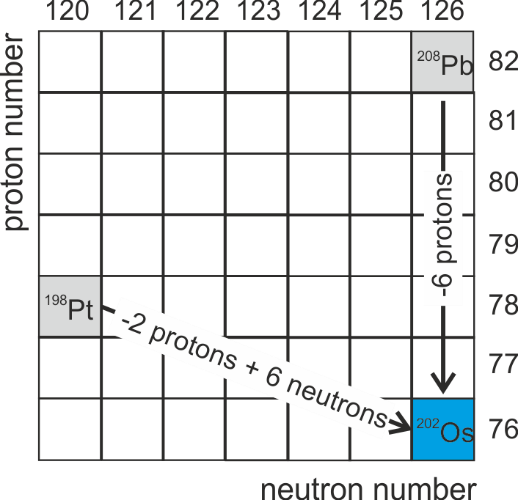 120 121 122 123 124 125 126
proton number
²⁰⁸Pb
82
81
80
79
78
77
76
-6 protons
¹⁹⁸Pt
-2 protons + 6 neutrons
²⁰²Os
neutron number